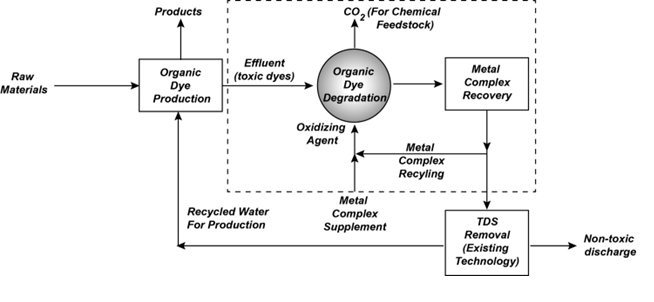 Products
CO2 (For Chemical
Feedstock)
Raw
Materials
Organic
Dye
Production
Effluent
(toxic dyes)
Organic
Dye
Degradation
Metal
Complex
Recovery
Oxidizing
Agent
Metal
Complex
Recyling
Metal
Complex
Supplement
Recycled Water
For Production
TDS
Removal
(Existing
Technology)
Non-toxic
discharge